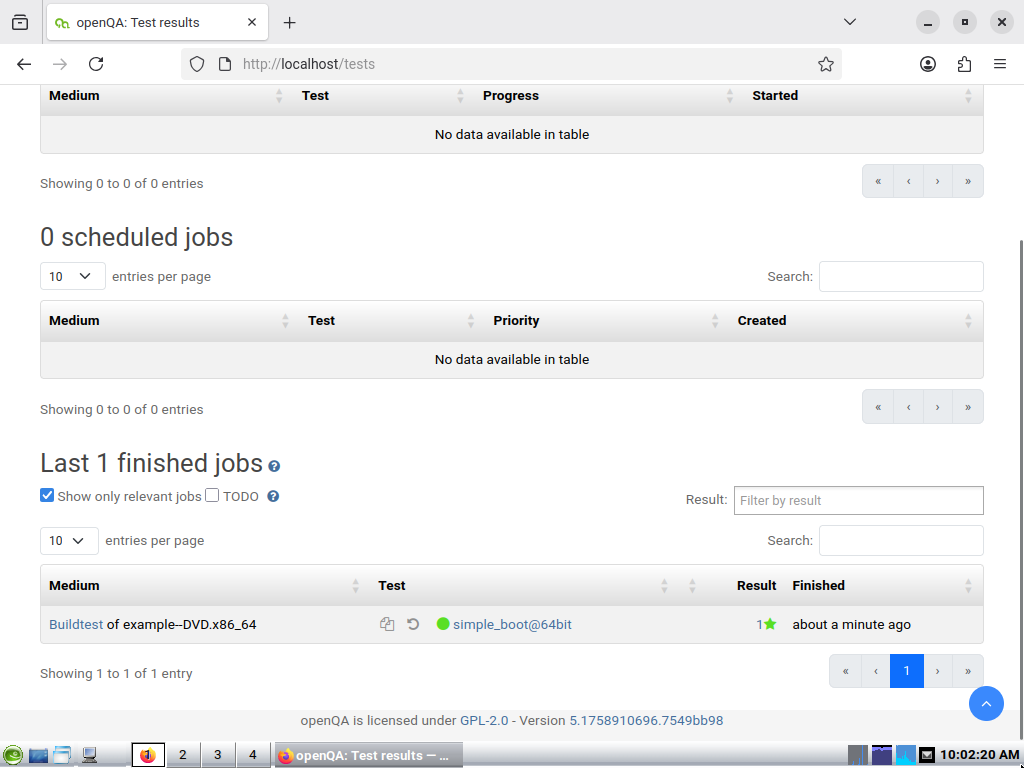 openQA: Test results
http://localhost/tests
Medium Test Progress Started
No data available in table
Showing 0 to 0 of 0 entries
« ‹ › »
0 scheduled jobs
10 entries per page Search:
Medium Test Priority Created
No data available in table
Showing 0 to 0 of 0 entries
« ‹ › »
Last 1 finished jobs
Show only relevant jobs TODO Result: Filter by result
10 entries per page Search:
Medium Test Result Finished
Buildtest of example--DVD.x86_64 simple_boot@64bit 1 about a minute ago
Showing 1 to 1 of 1 entry
« ‹ 1 › »
openQA is licensed under GPL-2.0 - Version 5.1758910696.7549bb98
1 2 3 4 openQA: Test results — ... 10:02:20 AM